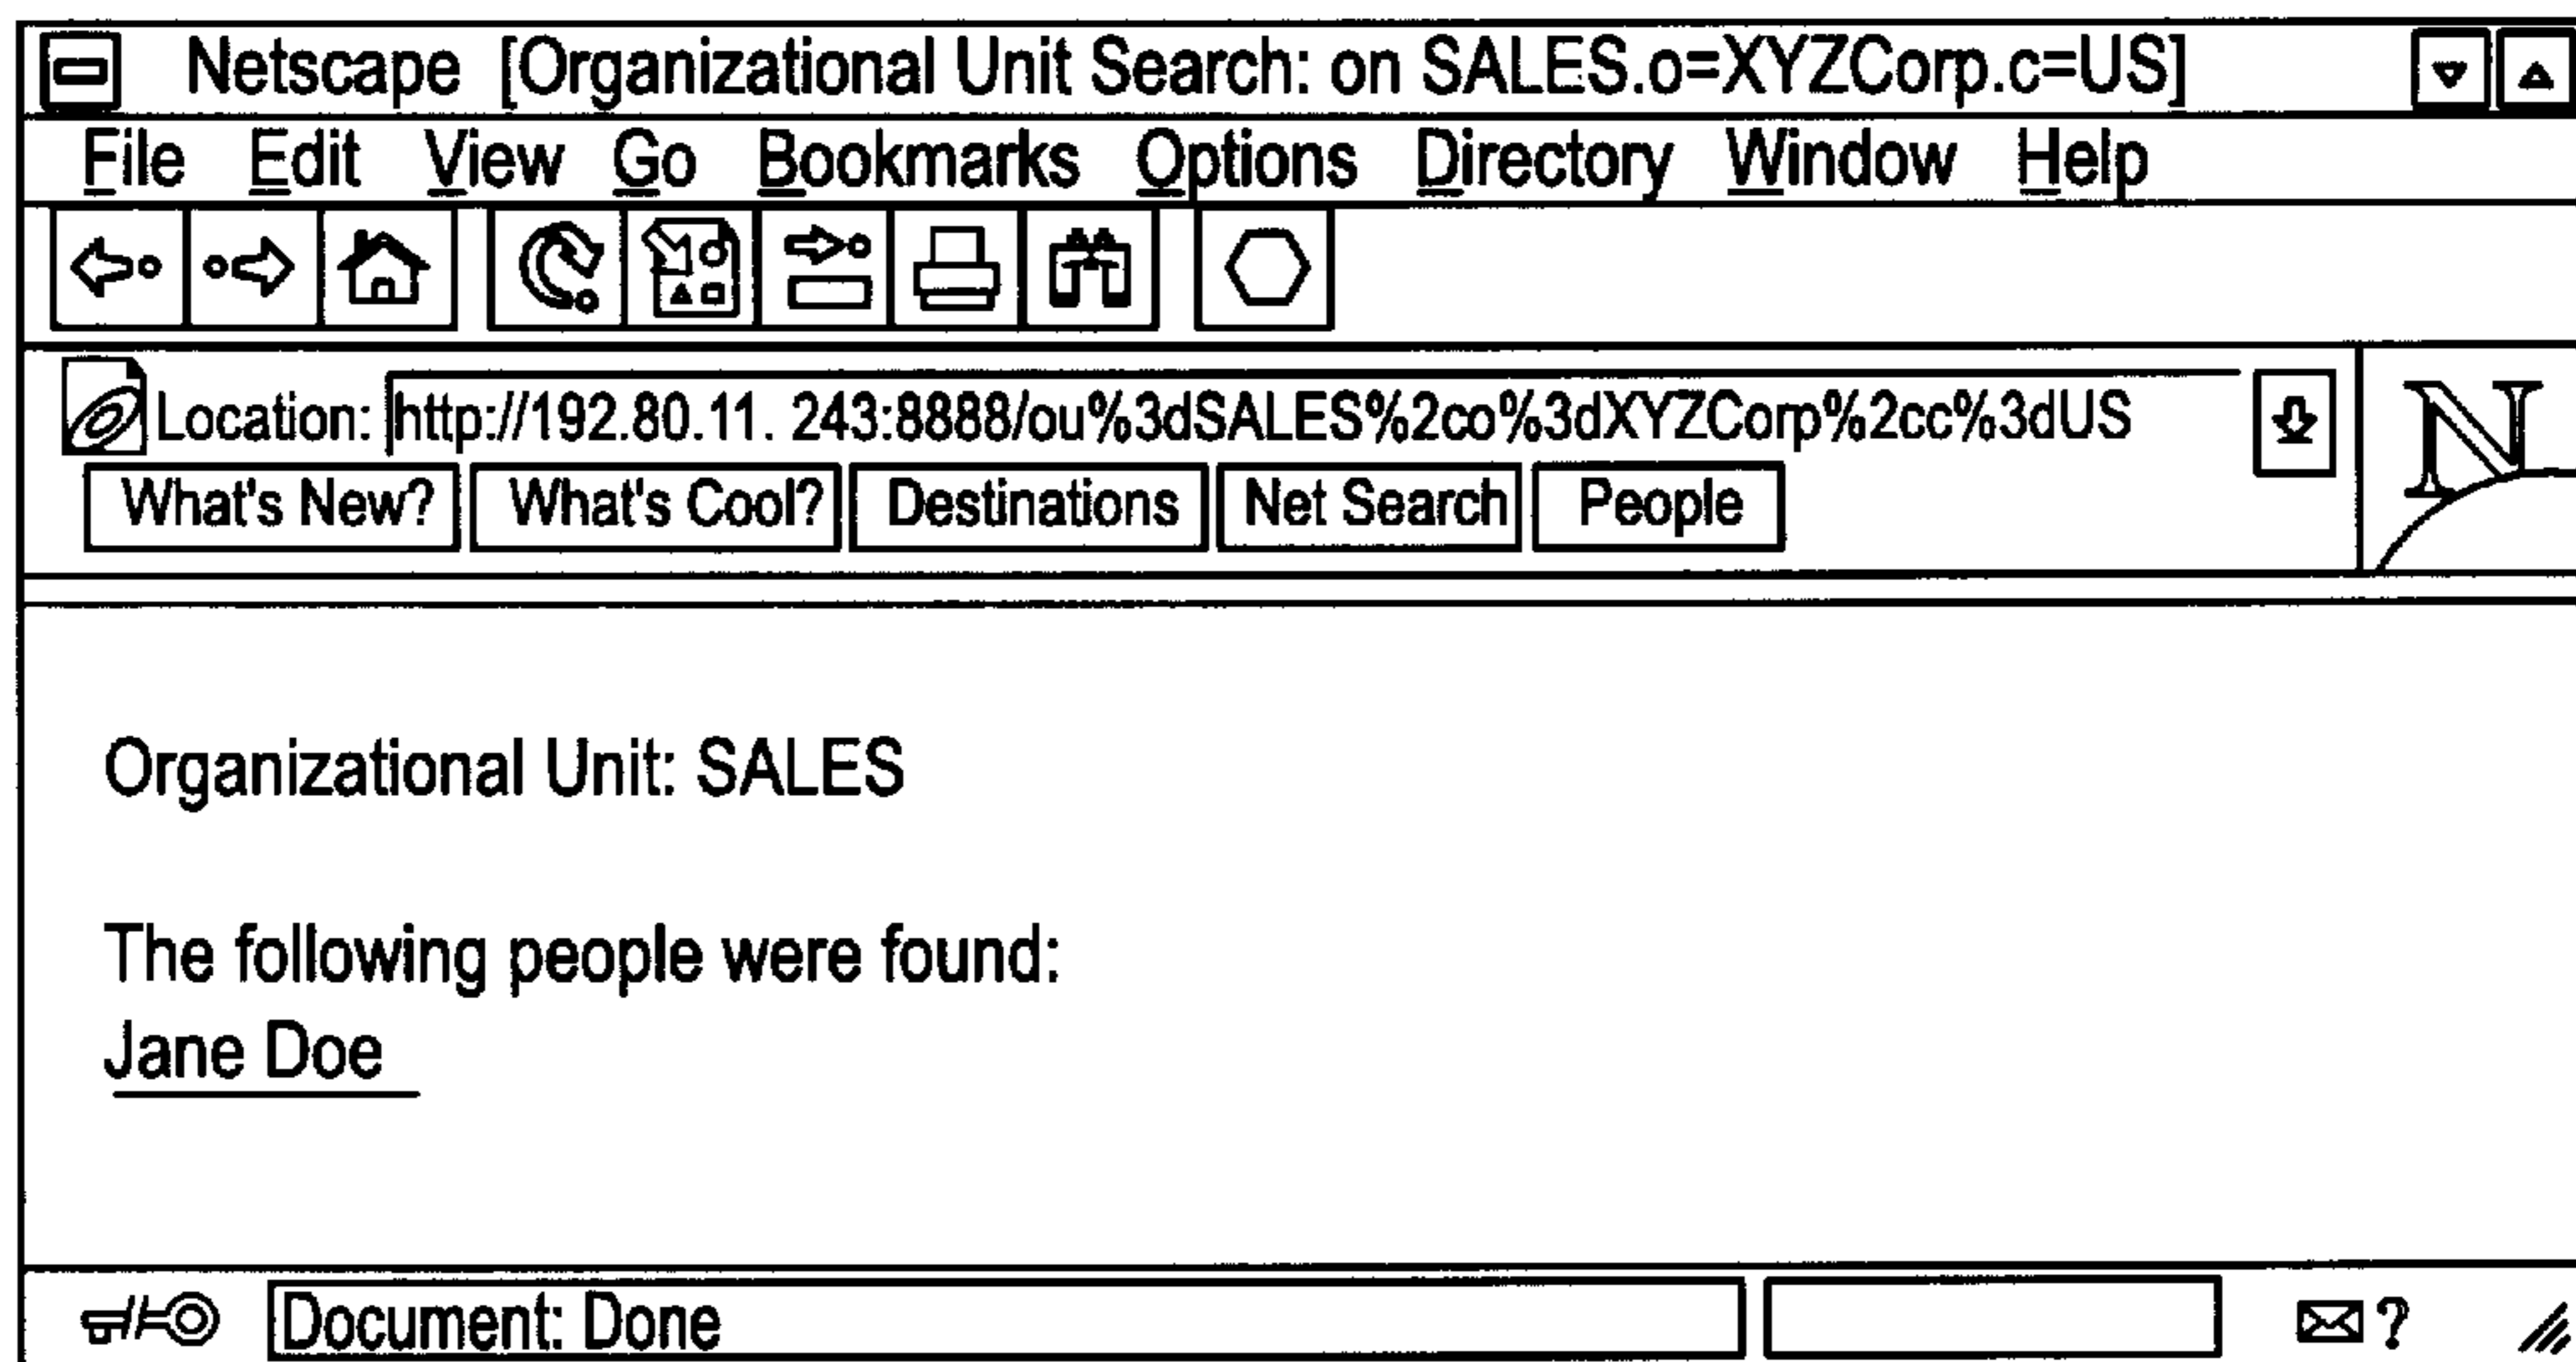 Netscape [Organizational Unit Search: on SALES.o=XYZCorp.c=US]
File Edit View Go Bookmarks Options Directory Window Help
Location: http://192.80.11. 243:8888/ou%3dSALES%2co%3dXYZCorp%2cc%3dUS
N
What's New? What's Cool? Destinations Net Search People
Organizational Unit: SALES
The following people were found:
Jane Doe
Document: Done
?